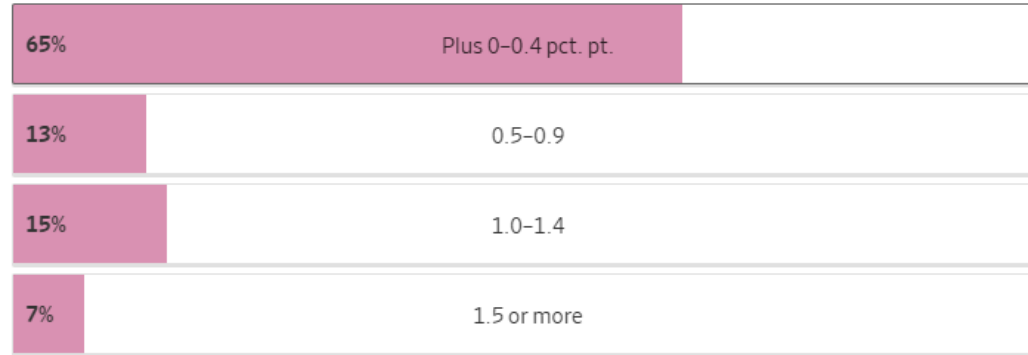 65% Plus 0–0.4 pct. pt.
13% 0.5–0.9
15% 1.0–1.4
7% 1.5 or more